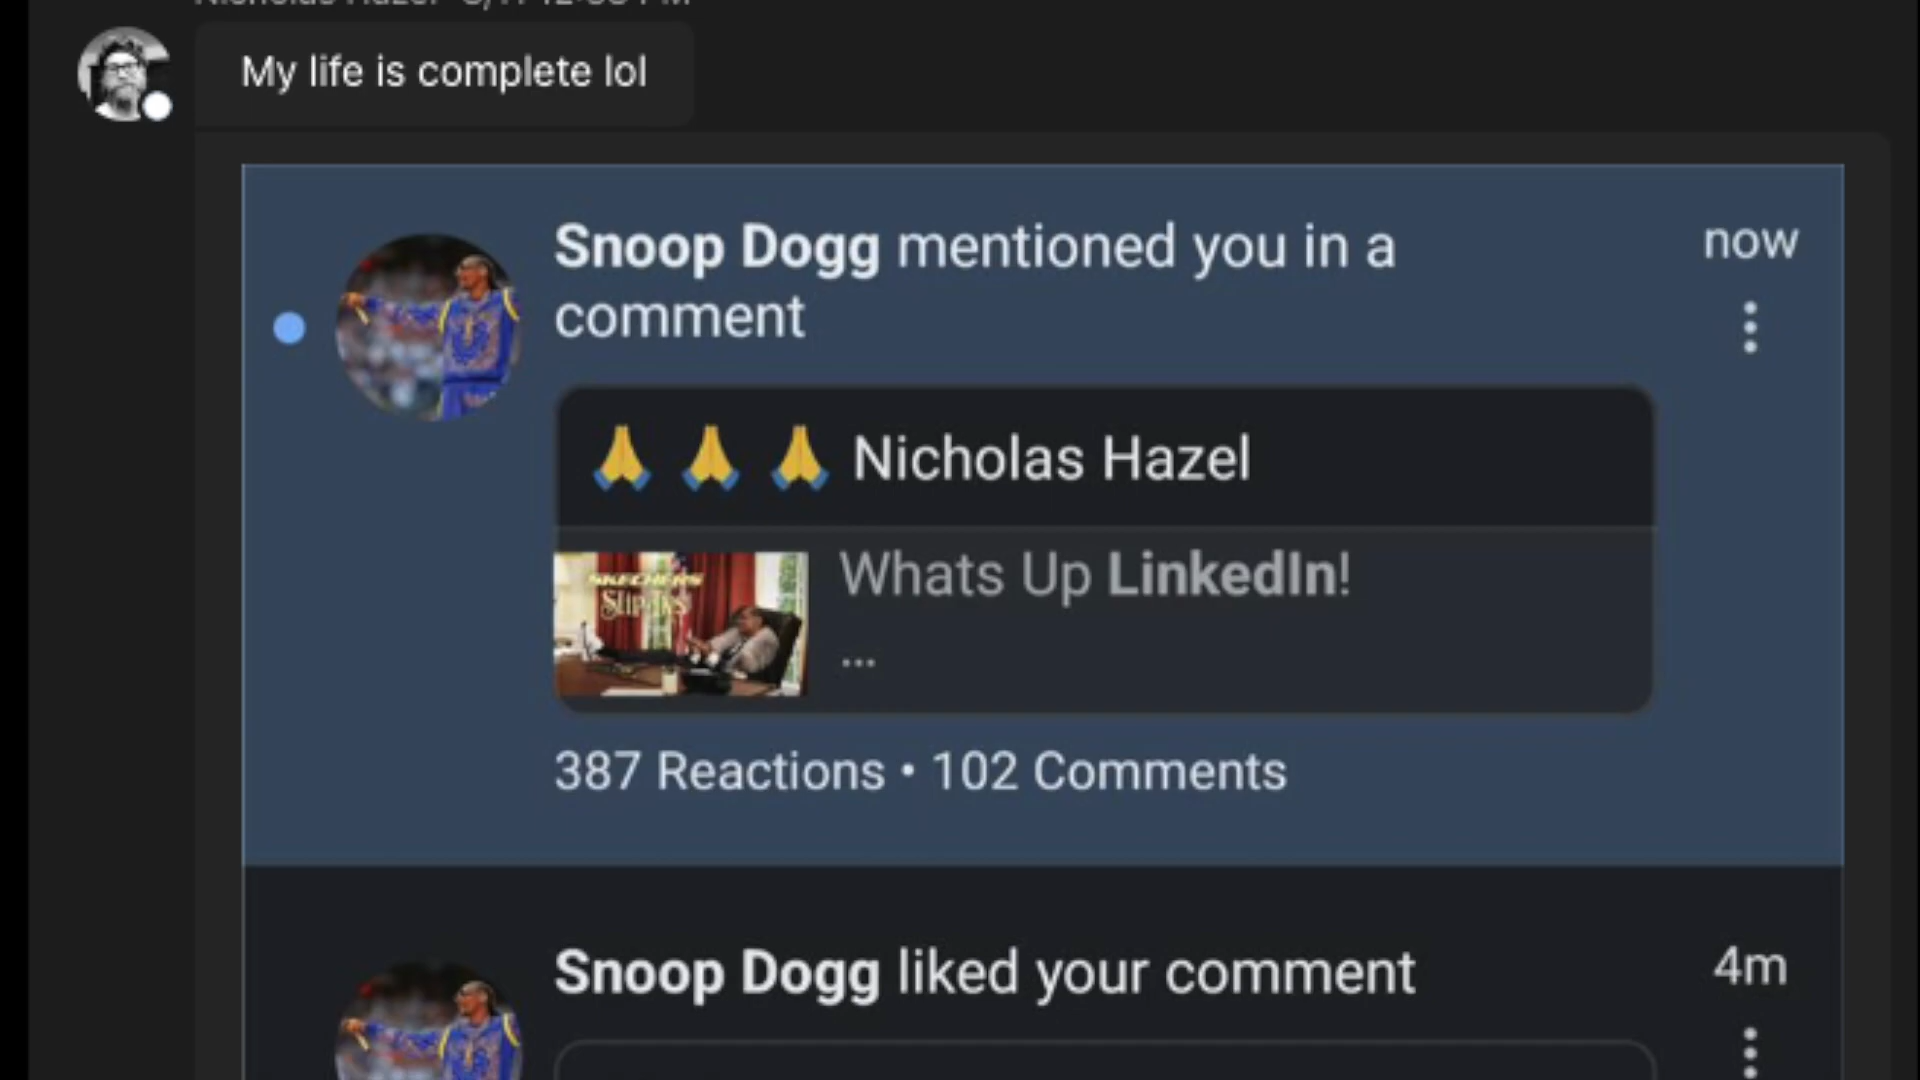 My life is complete lol
Snoop Dogg mentioned you in a
comment
now
🙏 🙏 🙏 Nicholas Hazel
SKECHERS
Whats Up LinkedIn!
...
387 Reactions • 102 Comments
Snoop Dogg liked your comment
4m